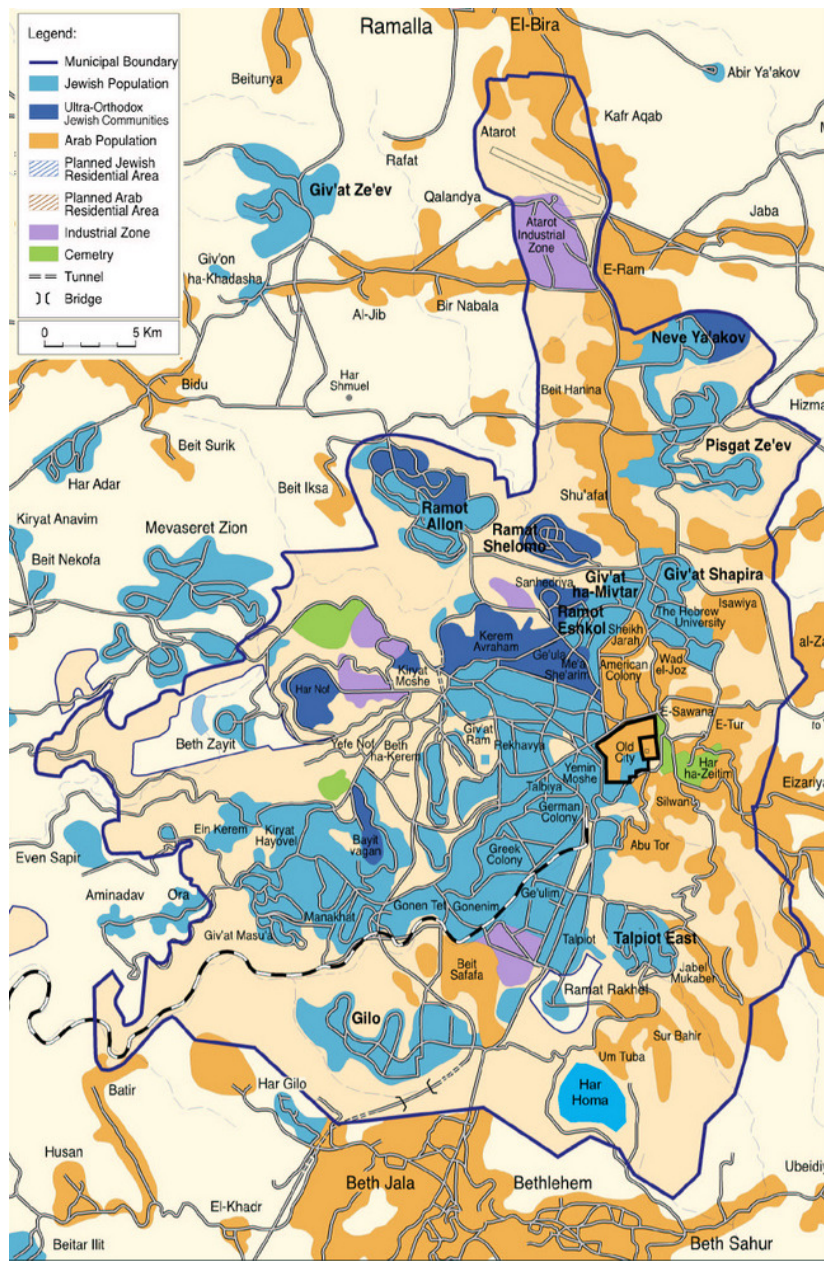 Legend:
Municipal Boundary
Jewish Population
Ultra-Orthodox
Jewish Communities
Arab Population
Planned Jewish
Residential Area
Planned Arab
Residential Area
Industrial Zone
Cemetry
Tunnel
Bridge
0 5 Km
Ramalla
El-Bira
Beitunya
Abir Ya'akov
Kafr Aqab
Atarot
Rafat
Giv'at Ze'ev
Qalandya
Jaba
Atarot
Industrial
Zone
Giv'on
ha-Khadasha
E-Ram
Al-Jib
Bir Nabala
Neve Ya'akov
Har
Shmuel
Bidu
Beit Hanina
Hizma
Beit Surik
Pisgat Ze'ev
Har Adar
Beit Iksa
Shu'afat
Ramot
Allon
Kiryat Anavim
Mevaseret Zion
Ramat
Shelomo
Beit Nekofa
Giv'at
ha-Mivtar
Giv'at Shapira
Sanhedriya
Ramot
Eshkol
Isawiya
The Hebrew
University
Kerem
Avraham
Sheikh
Jarah
al-Za
Ge'ula
Me'a
She'arim
American
Colony
Wad
el-Joz
Kiryat
Moshe
Har Nof
E-Sawana
to
Beth Zayit
Yefe Nof
Beth
ha-Kerem
Giv'at
Ram
Rekhavya
E-Tur
Old
City
Har
ha-Zeitim
Yemin
Moshe
Talbiya
Eizariya
German
Colony
Silwan
Ein Kerem
Kiryat
Hayovel
Bayit
vagan
Abu Tor
Greek
Colony
Even Sapir
Aminadav
Ora
Manakhat
Gonen Tet
Gonenim
Ge'ulim
Giv'at Masu'a
Talpiot
Talpiot East
Beit
Safafa
Jabel
Mukaber
Ramat Rakhel
Gilo
Sur Bahir
Um Tuba
Har
Homa
Batir
Har Gilo
Husan
Beth Jala
Bethlehem
Ubeidiy
El-Khadr
Beitar Ilit
Beth Sahur